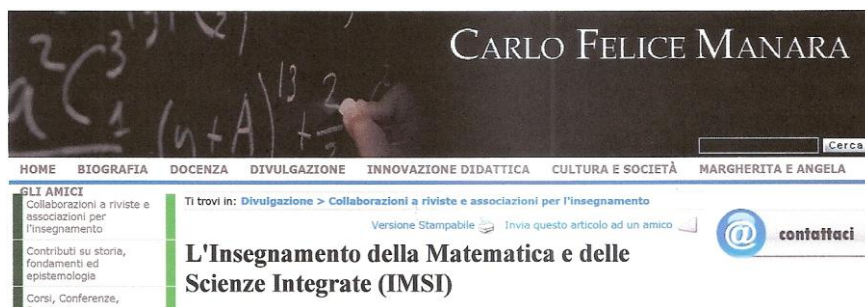 CARLO FELICE MANARA
Cerca
HOME BIOGRAFIA DOCENZA DIVULGAZIONE INNOVAZIONE DIDATTICA CULTURA E SOCIETÀ MARGHERITA E ANGELA
GLI AMICI
Collaborazioni a riviste e
associazioni per
l'insegnamento
Contributi su storia,
fondamenti ed
epistemologia
Corsi, Conferenze,
Ti trovi in: Divulgazione > Collaborazioni a riviste e associazioni per l'insegnamento
Versione Stampabile Invia questo articolo ad un amico
L'Insegnamento della Matematica e delle
Scienze Integrate (IMSI)
@ contattaci